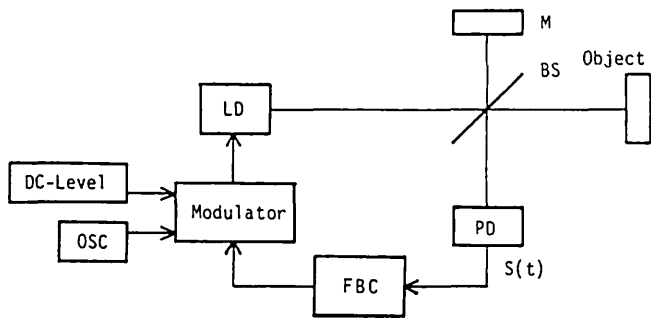 M
BS
Object
LD
DC-Level
Modulator
OSC
PD
S(t)
FBC